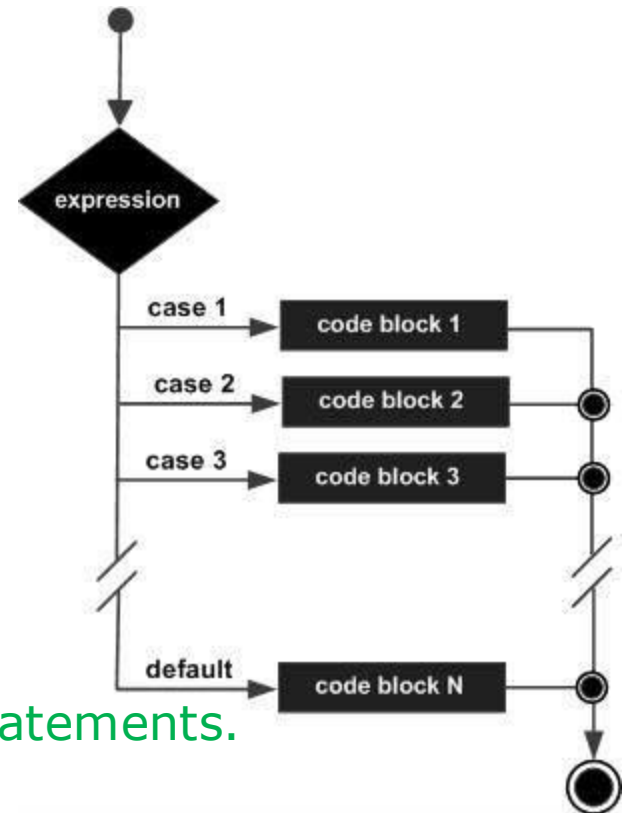 expression
case 1
code block 1
case 2
code block 2
case 3
code block 3
default
code block N
atements.